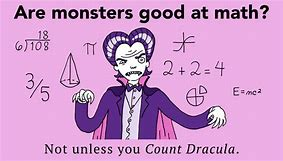 Are monsters good at math?
18
6)108
π
2+2=4
3/5
E=mc²
Not unless you Count Dracula.